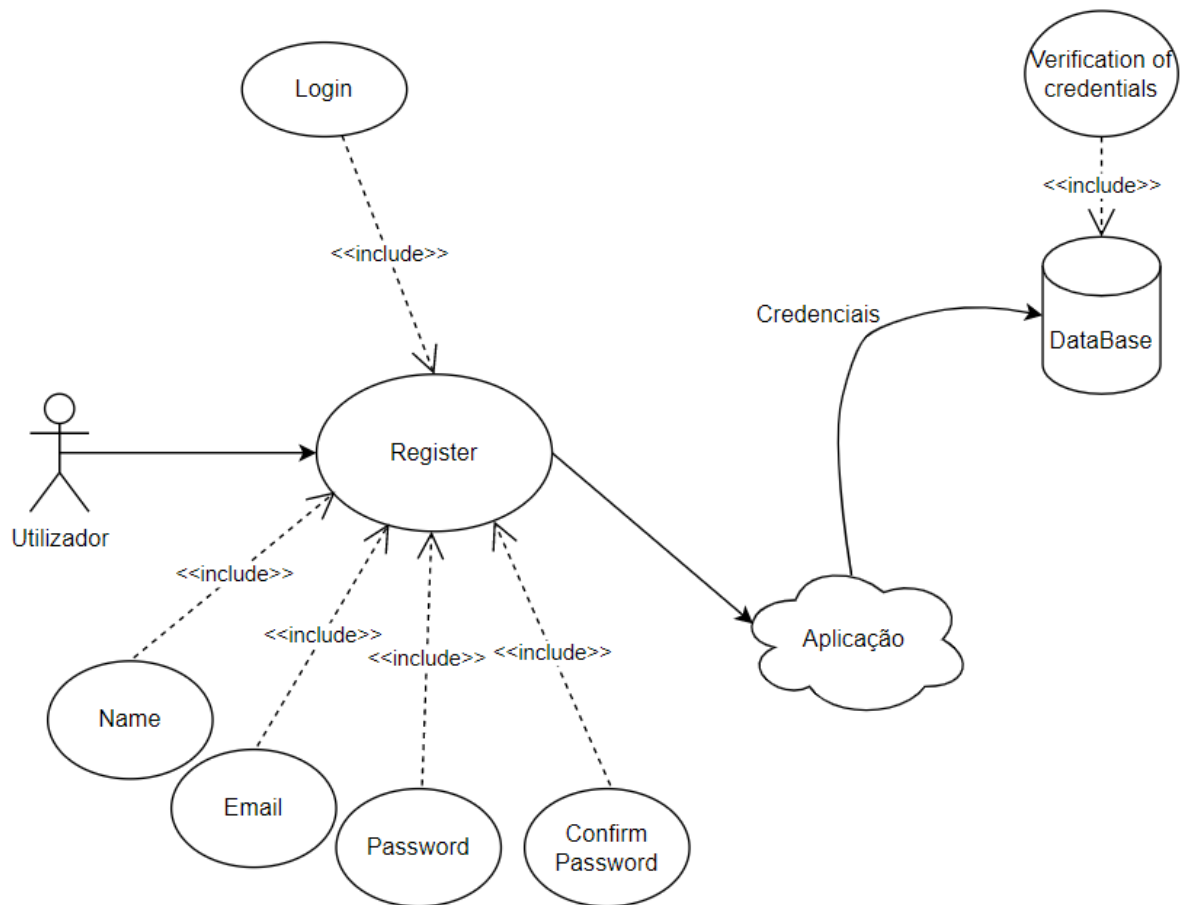 Verification of
credentials
Login
<<include>>
<<include>>
Credenciais
DataBase
Register
Utilizador
<<include>>
<<include>>
<<include>>
<<include>>
Aplicação
Name
Email
Password
Confirm
Password